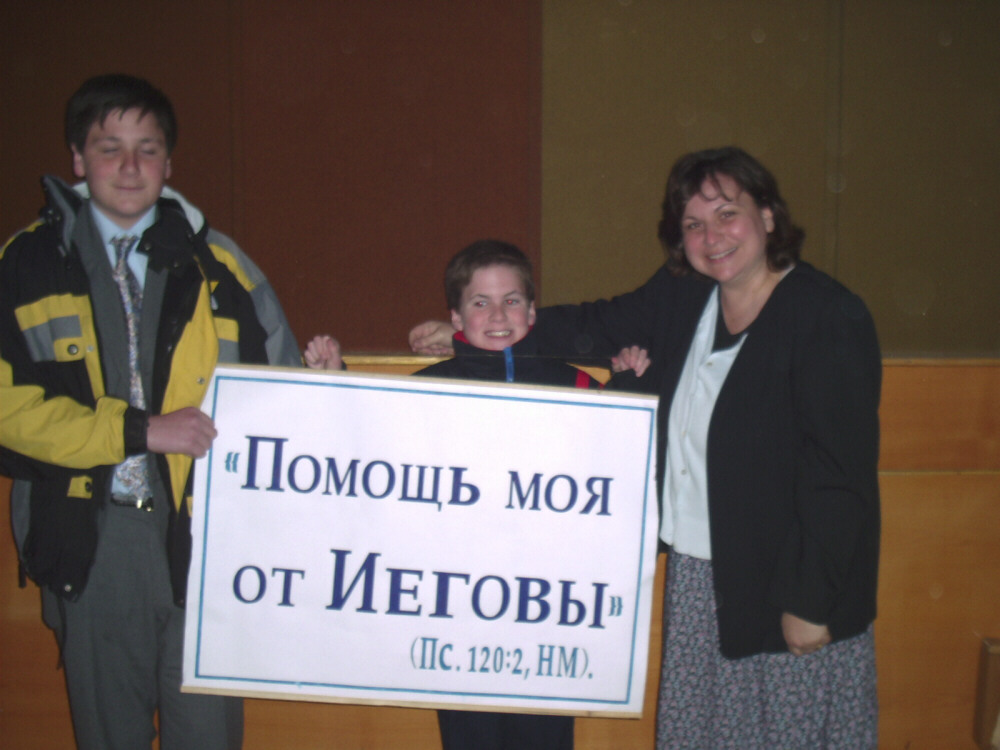 «Помощь моя
от Иеговы»
(Пс. 120:2, НМ).